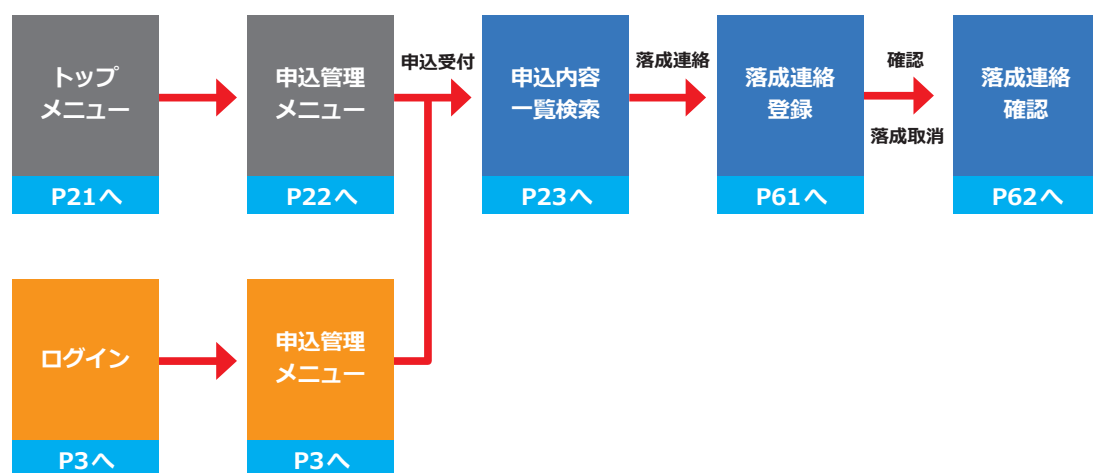 トップ
メニュー
P21へ
申込管理
メニュー
P22へ
申込受付
申込内容
一覧検索
P23へ
落成連絡
落成連絡
登録
P61へ
確認
落成取消
落成連絡
確認
P62へ
ログイン
P3へ
申込管理
メニュー
P3へ